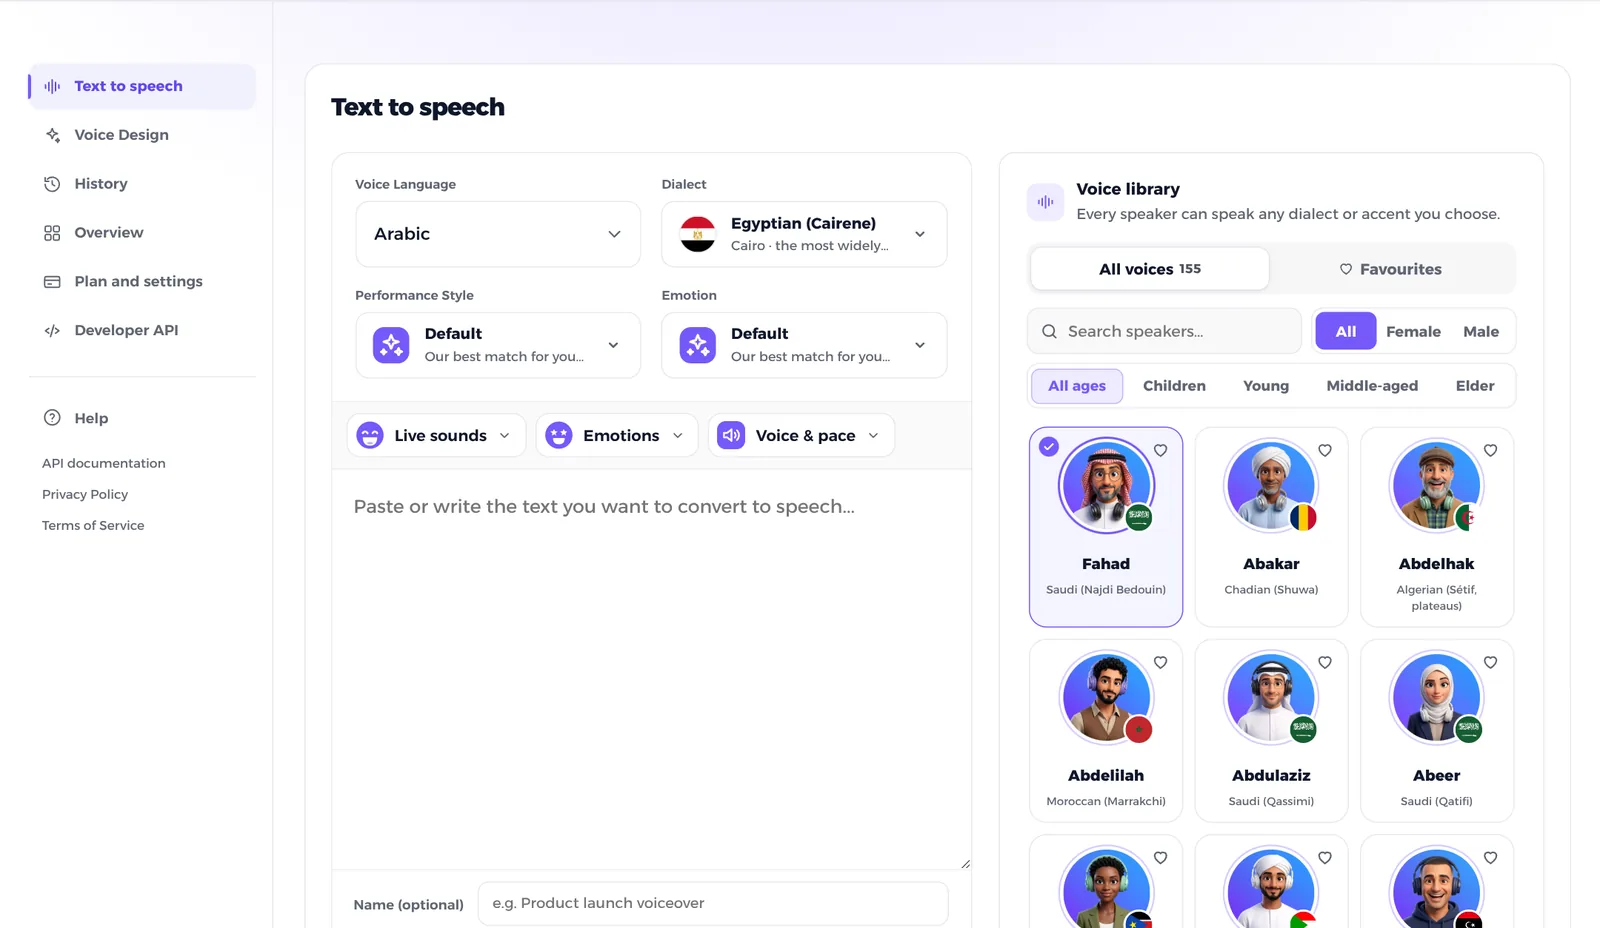 Text to speech
Voice Design
History
Overview
Plan and settings
Developer API
Help
API documentation
Privacy Policy
Terms of Service
Text to speech
Voice Language
Arabic
Dialect
Egyptian (Cairene)
Cairo · the most widely...
Performance Style
Default
Our best match for you...
Emotion
Default
Our best match for you...
Live sounds
Emotions
Voice & pace
Paste or write the text you want to convert to speech...
Name (optional)
e.g. Product launch voiceover
Voice library
Every speaker can speak any dialect or accent you choose.
All voices 155
Favourites
Search speakers...
All
Female
Male
All ages
Children
Young
Middle-aged
Elder
Fahad
Saudi (Najdi Bedouin)
Abakar
Chadian (Shuwa)
Abdelhak
Algerian (Sétif,
plateaus)
Abdelilah
Moroccan (Marrakchi)
Abdulaziz
Saudi (Qassimi)
Abeer
Saudi (Qatifi)